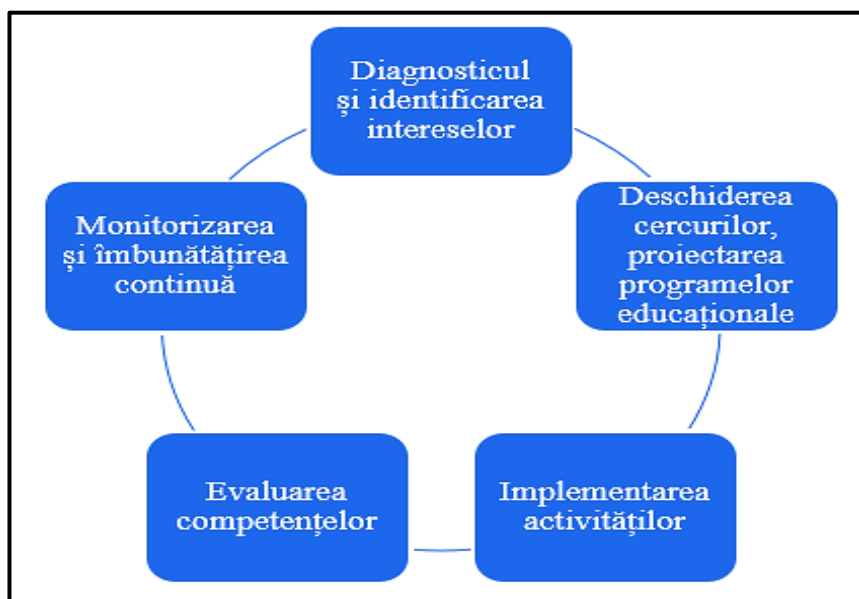 Diagnosticul
și identificarea
intereselor
Deschiderea
cercurilor,
proiectarea
programelor
educaționale
Implementarea
activităților
Evaluarea
competențelor
Monitorizarea
și îmbunătățirea
continuă